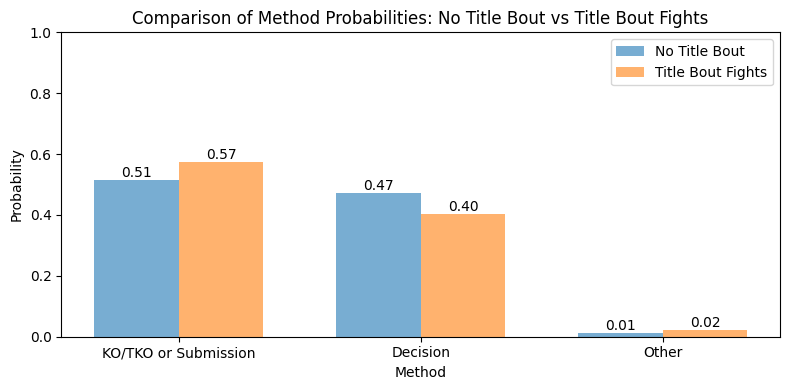 Comparison of Method Probabilities: No Title Bout vs Title Bout Fights
1.0
0.8
0.6
0.4
0.2
0.0
Probability
No Title Bout
Title Bout Fights
0.51
0.57
0.47
0.40
0.01
0.02
KO/TKO or Submission
Decision
Other
Method